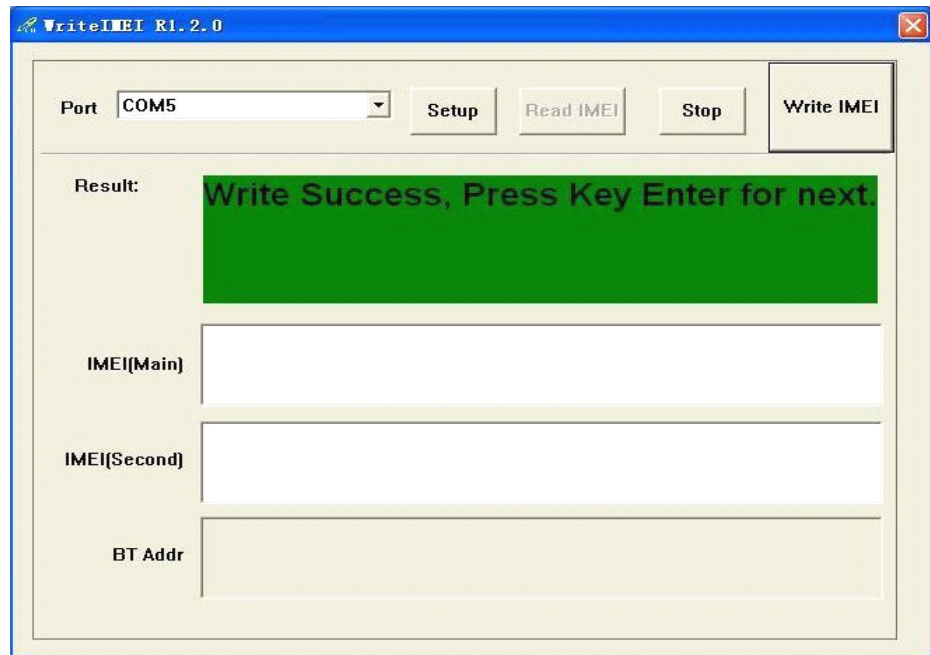 WriteIMEI R1.2.0
Port COM5 Setup Read IMEI Stop Write IMEI
Result: Write Success, Press Key Enter for next.
IMEI(Main)
IMEI(Second)
BT Addr